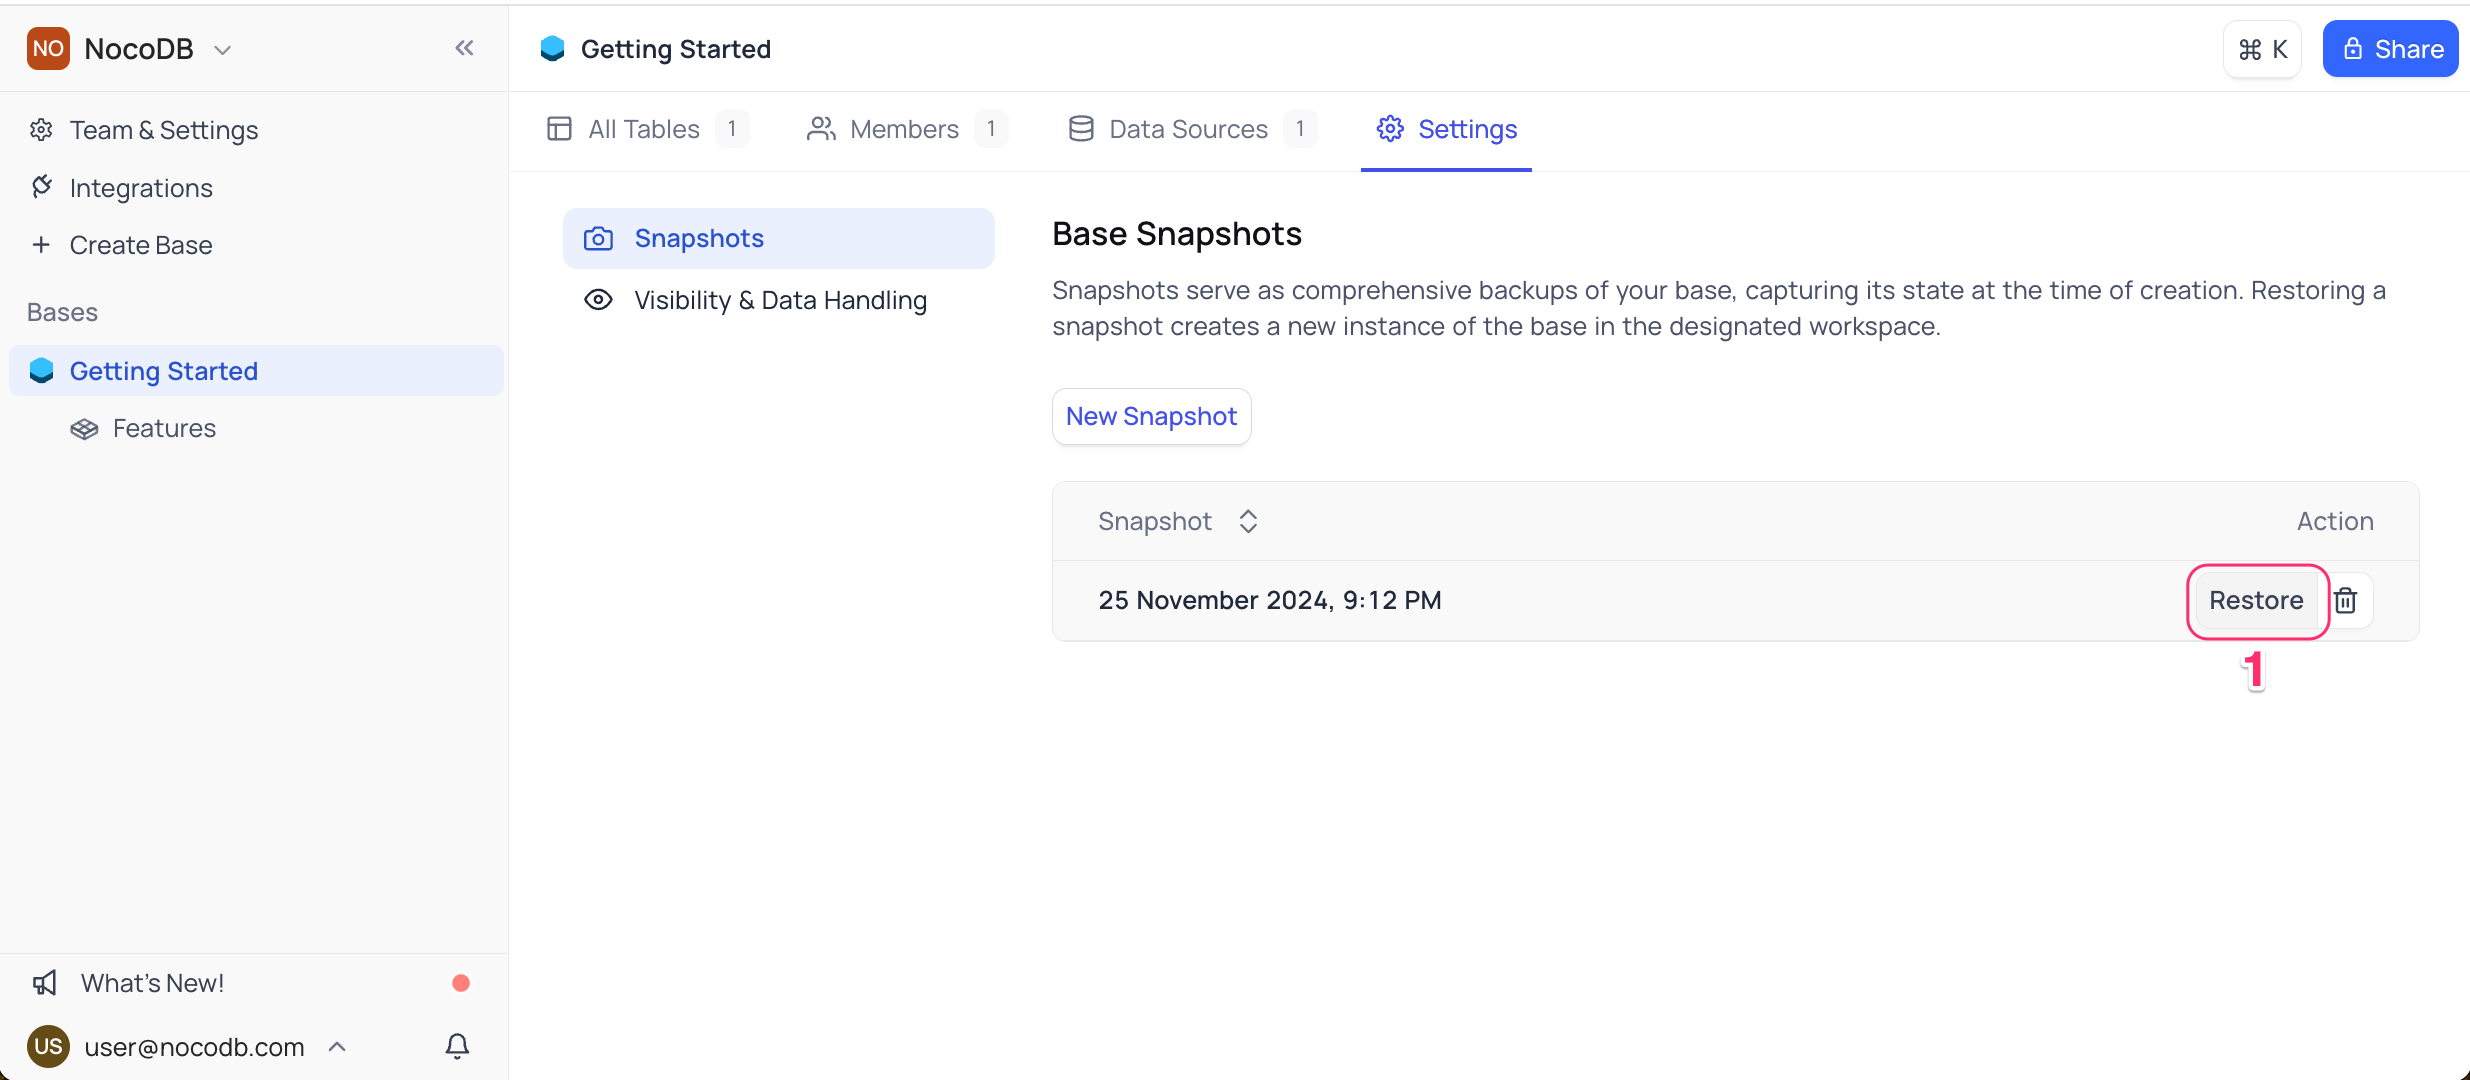 NO NocoDB
Team & Settings
Integrations
Create Base
Bases
Getting Started
Features
What's New!
US user@nocodb.com
Getting Started
⌘ K
Share
All Tables 1
Members 1
Data Sources 1
Settings
Snapshots
Visibility & Data Handling
Base Snapshots
Snapshots serve as comprehensive backups of your base, capturing its state at the time of creation. Restoring a
snapshot creates a new instance of the base in the designated workspace.
New Snapshot
Snapshot Action
25 November 2024, 9:12 PM Restore
1